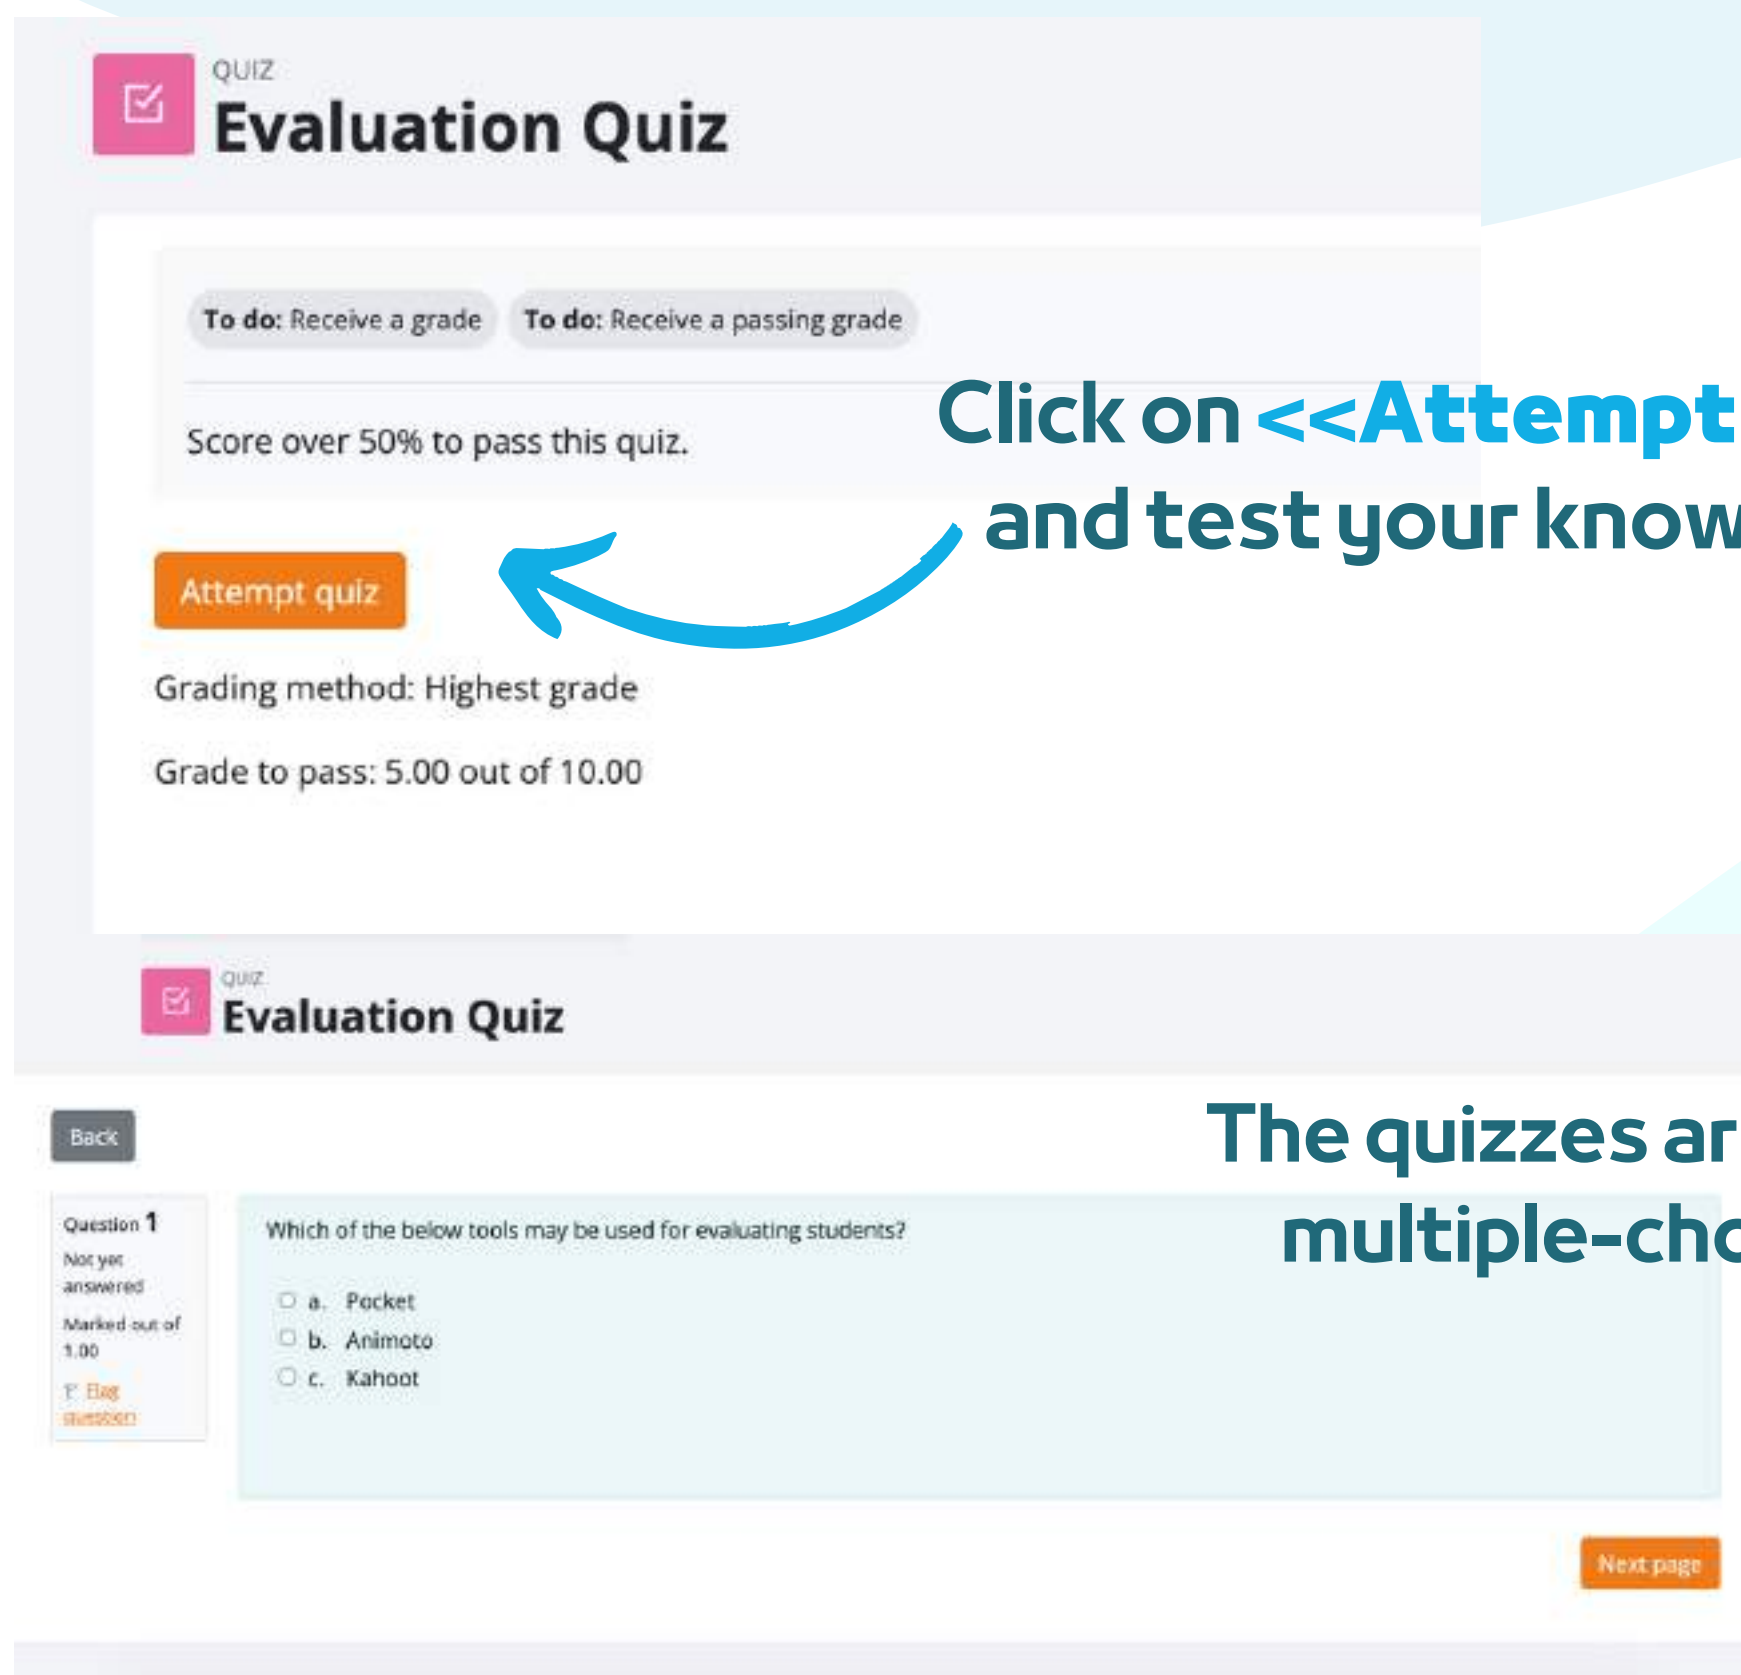 QUIZ
Evaluation Quiz
To do: Receive a grade To do: Receive a passing grade
Score over 50% to pass this quiz.
Click on <<Attempt
and test your know
Attempt quiz
Grading method: Highest grade
Grade to pass: 5.00 out of 10.00
QUIZ
Evaluation Quiz
Back
The quizzes ar
multiple-cho
Question 1
Not yet
answered
Marked out of
1.00
Flag
question
Which of the below tools may be used for evaluating students?
a. Pocket
b. Animoto
c. Kahoot
Next page